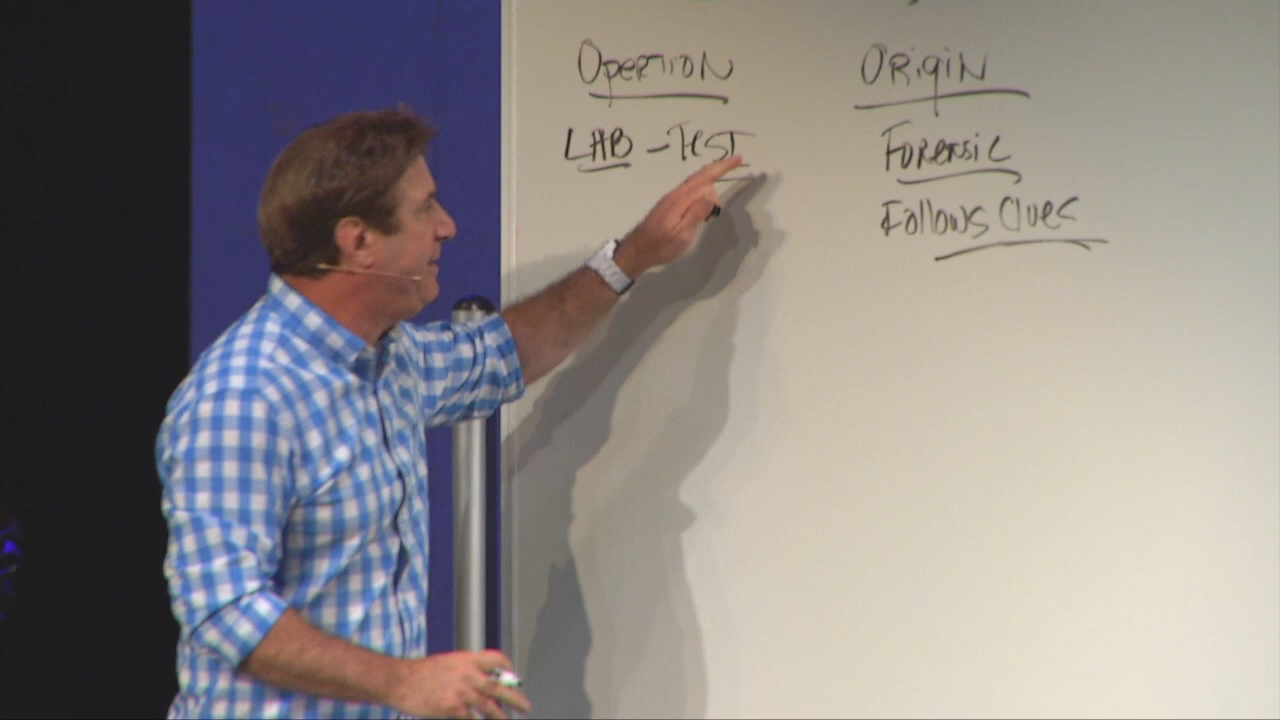 OpertION
LAB - Test
ORigiN
Forensic
Follows Clues